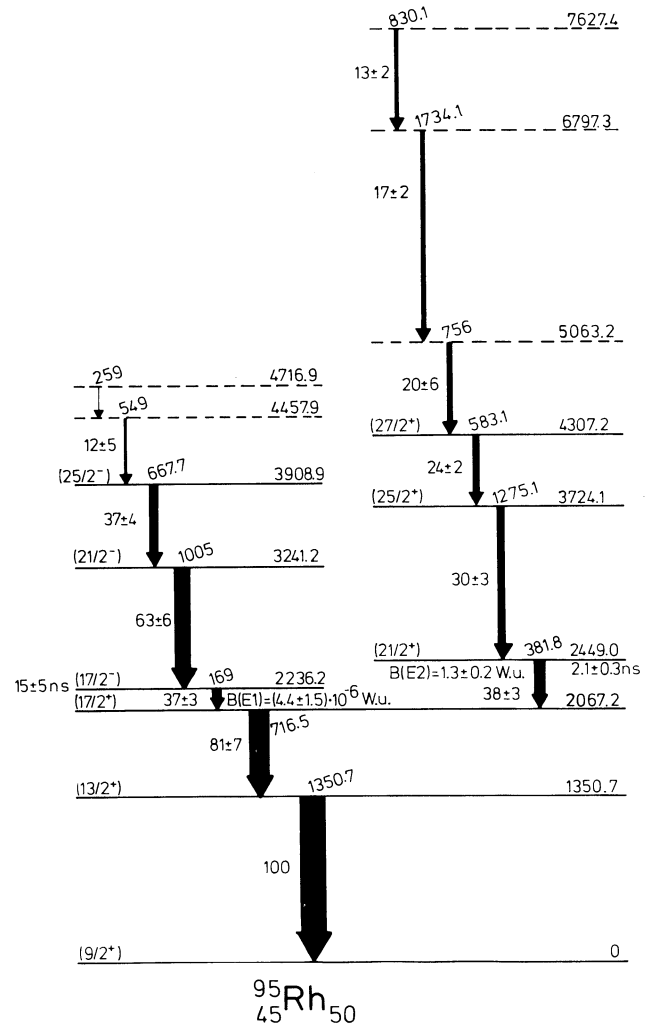 830.1 7627.4
13±2
1734.1 6797.3
17±2
756 5063.2
20±6
259 4716.9
549 4457.9
(27/2⁺) 583.1 4307.2
12±5
24±2
(25/2⁻) 667.7 3908.9
(25/2⁺) 1275.1 3724.1
37±4
(21/2⁻) 1005 3241.2
30±3
63±6
(21/2⁺) 381.8 2449.0
B(E2)=1.3±0.2 W.u. 2.1±0.3ns
15±5ns (17/2⁻) 169 2236.2
37±3 B(E1)=(4.4±1.5)·10⁻⁶ W.u. 38±3
(17/2⁺) 2067.2
716.5
81±7
(13/2⁺) 1350.7 1350.7
100
(9/2⁺) 0
⁹⁵₄₅Rh₅₀